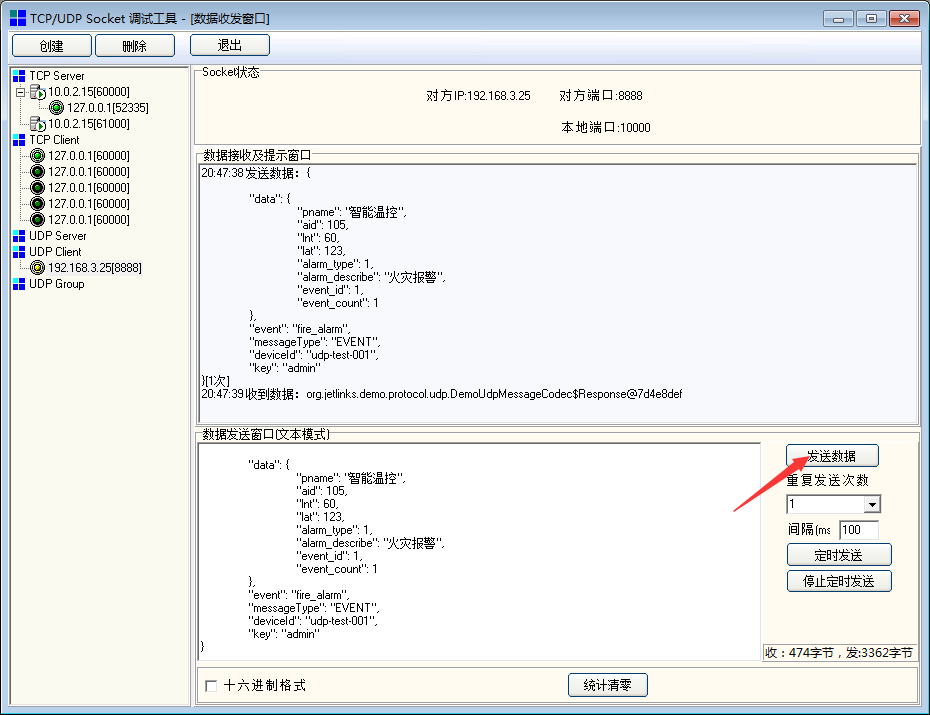 TCP/UDP Socket 调试工具 - [数据收发窗口]
创建 删除 退出
TCP Server
10.0.2.15[60000]
127.0.0.1[52335]
10.0.2.15[61000]
TCP Client
127.0.0.1[60000]
127.0.0.1[60000]
127.0.0.1[60000]
127.0.0.1[60000]
127.0.0.1[60000]
UDP Server
UDP Client
192.168.3.25[8888]
UDP Group
Socket状态
对方IP:192.168.3.25 对方端口:8888
本地端口:10000
数据接收及提示窗口
20:47:38 发送数据：{
"data": {
"pname": "智能温控",
"aid": 105,
"lnt": 60,
"lat": 123,
"alarm_type": 1,
"alarm_describe": "火灾报警",
"event_id": 1,
"event_count": 1
},
"event": "fire_alarm",
"messageType": "EVENT",
"deviceId": "udp-test-001",
"key": "admin"
}[1次]
20:47:39 收到数据：org.jetlinks.demo.protocol.udp.DemoUdpMessageCodec$Response@7d4e8def
数据发送窗口(文本模式)
"data": {
"pname": "智能温控",
"aid": 105,
"lnt": 60,
"lat": 123,
"alarm_type": 1,
"alarm_describe": "火灾报警",
"event_id": 1,
"event_count": 1
},
"event": "fire_alarm",
"messageType": "EVENT",
"deviceId": "udp-test-001",
"key": "admin"
}
发送数据
重复发送次数
1
间隔(ms 100
定时发送
停止定时发送
收：474字节，发:3362字节
十六进制格式 统计清零